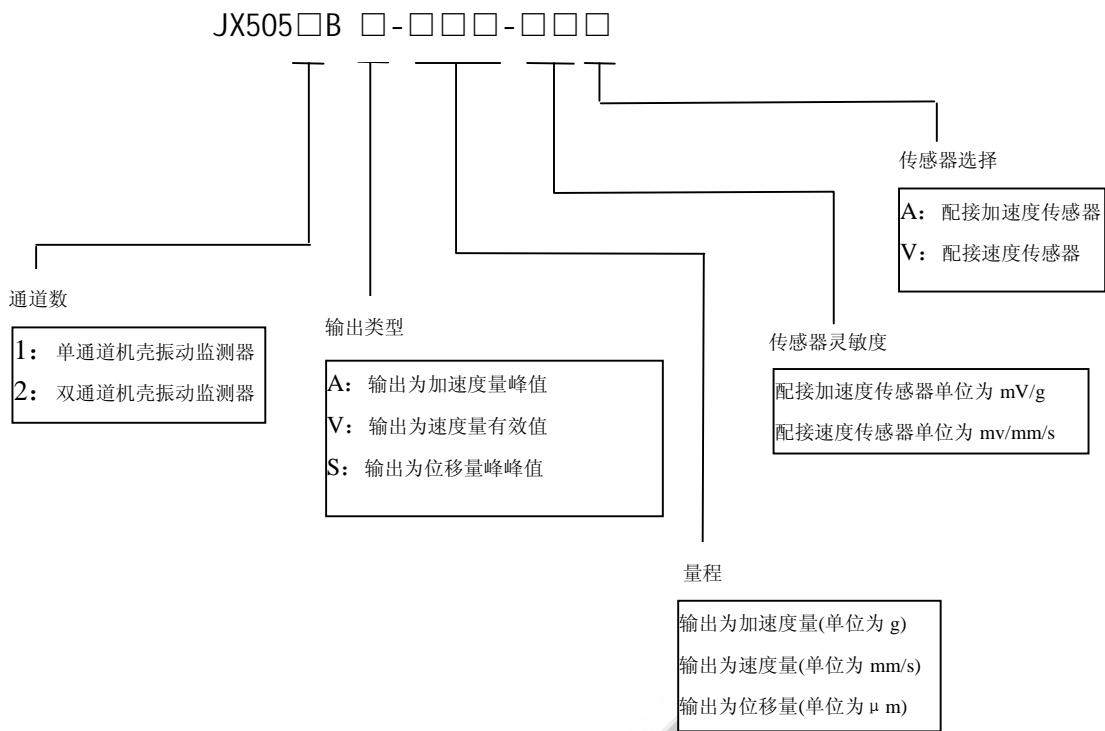 JX505□B □-□□□-□□□
传感器选择
A： 配接加速度传感器
V： 配接速度传感器
通道数
1： 单通道机壳振动监测器
2： 双通道机壳振动监测器
输出类型
A： 输出为加速度量峰值
V： 输出为速度量有效值
S： 输出为位移量峰峰值
传感器灵敏度
配接加速度传感器单位为 mV/g
配接速度传感器单位为 mv/mm/s
量程
输出为加速度量(单位为 g)
输出为速度量(单位为 mm/s)
输出为位移量(单位为 μ m)